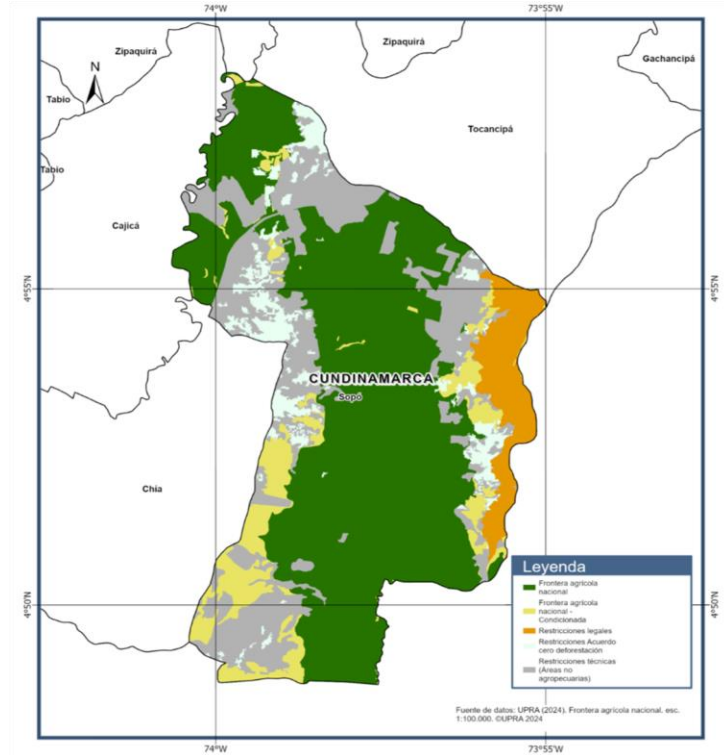 74°W
73°55'W
Zipaquirá
Zipaquirá
Gachancipá
N
Tabio
Tocancipá
Tabio
Cajicá
4°55'N
4°55'N
CUNDINAMARCA
Sopó
Chía
Leyenda
Frontera agrícola
nacional
Frontera agrícola
nacional -
Condicionada
Restricciones legales
Restricciones Acuerdo
cero deforestación
Restricciones técnicas
(Áreas no
agropecuarias)
4°50'N
4°50'N
Fuente de datos: UPRA (2024). Frontera agrícola nacional, esc.
1:100.000. ©UPRA 2024
74°W
73°55'W